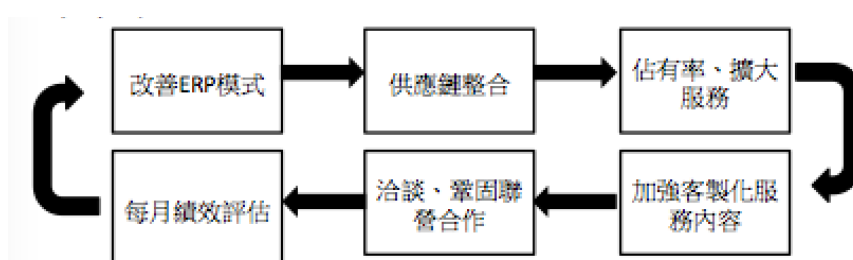 改善ERP模式
供應鏈整合
佔有率、擴大
服務
每月績效評估
洽談、鞏固聯
營合作
加強客製化服
務內容